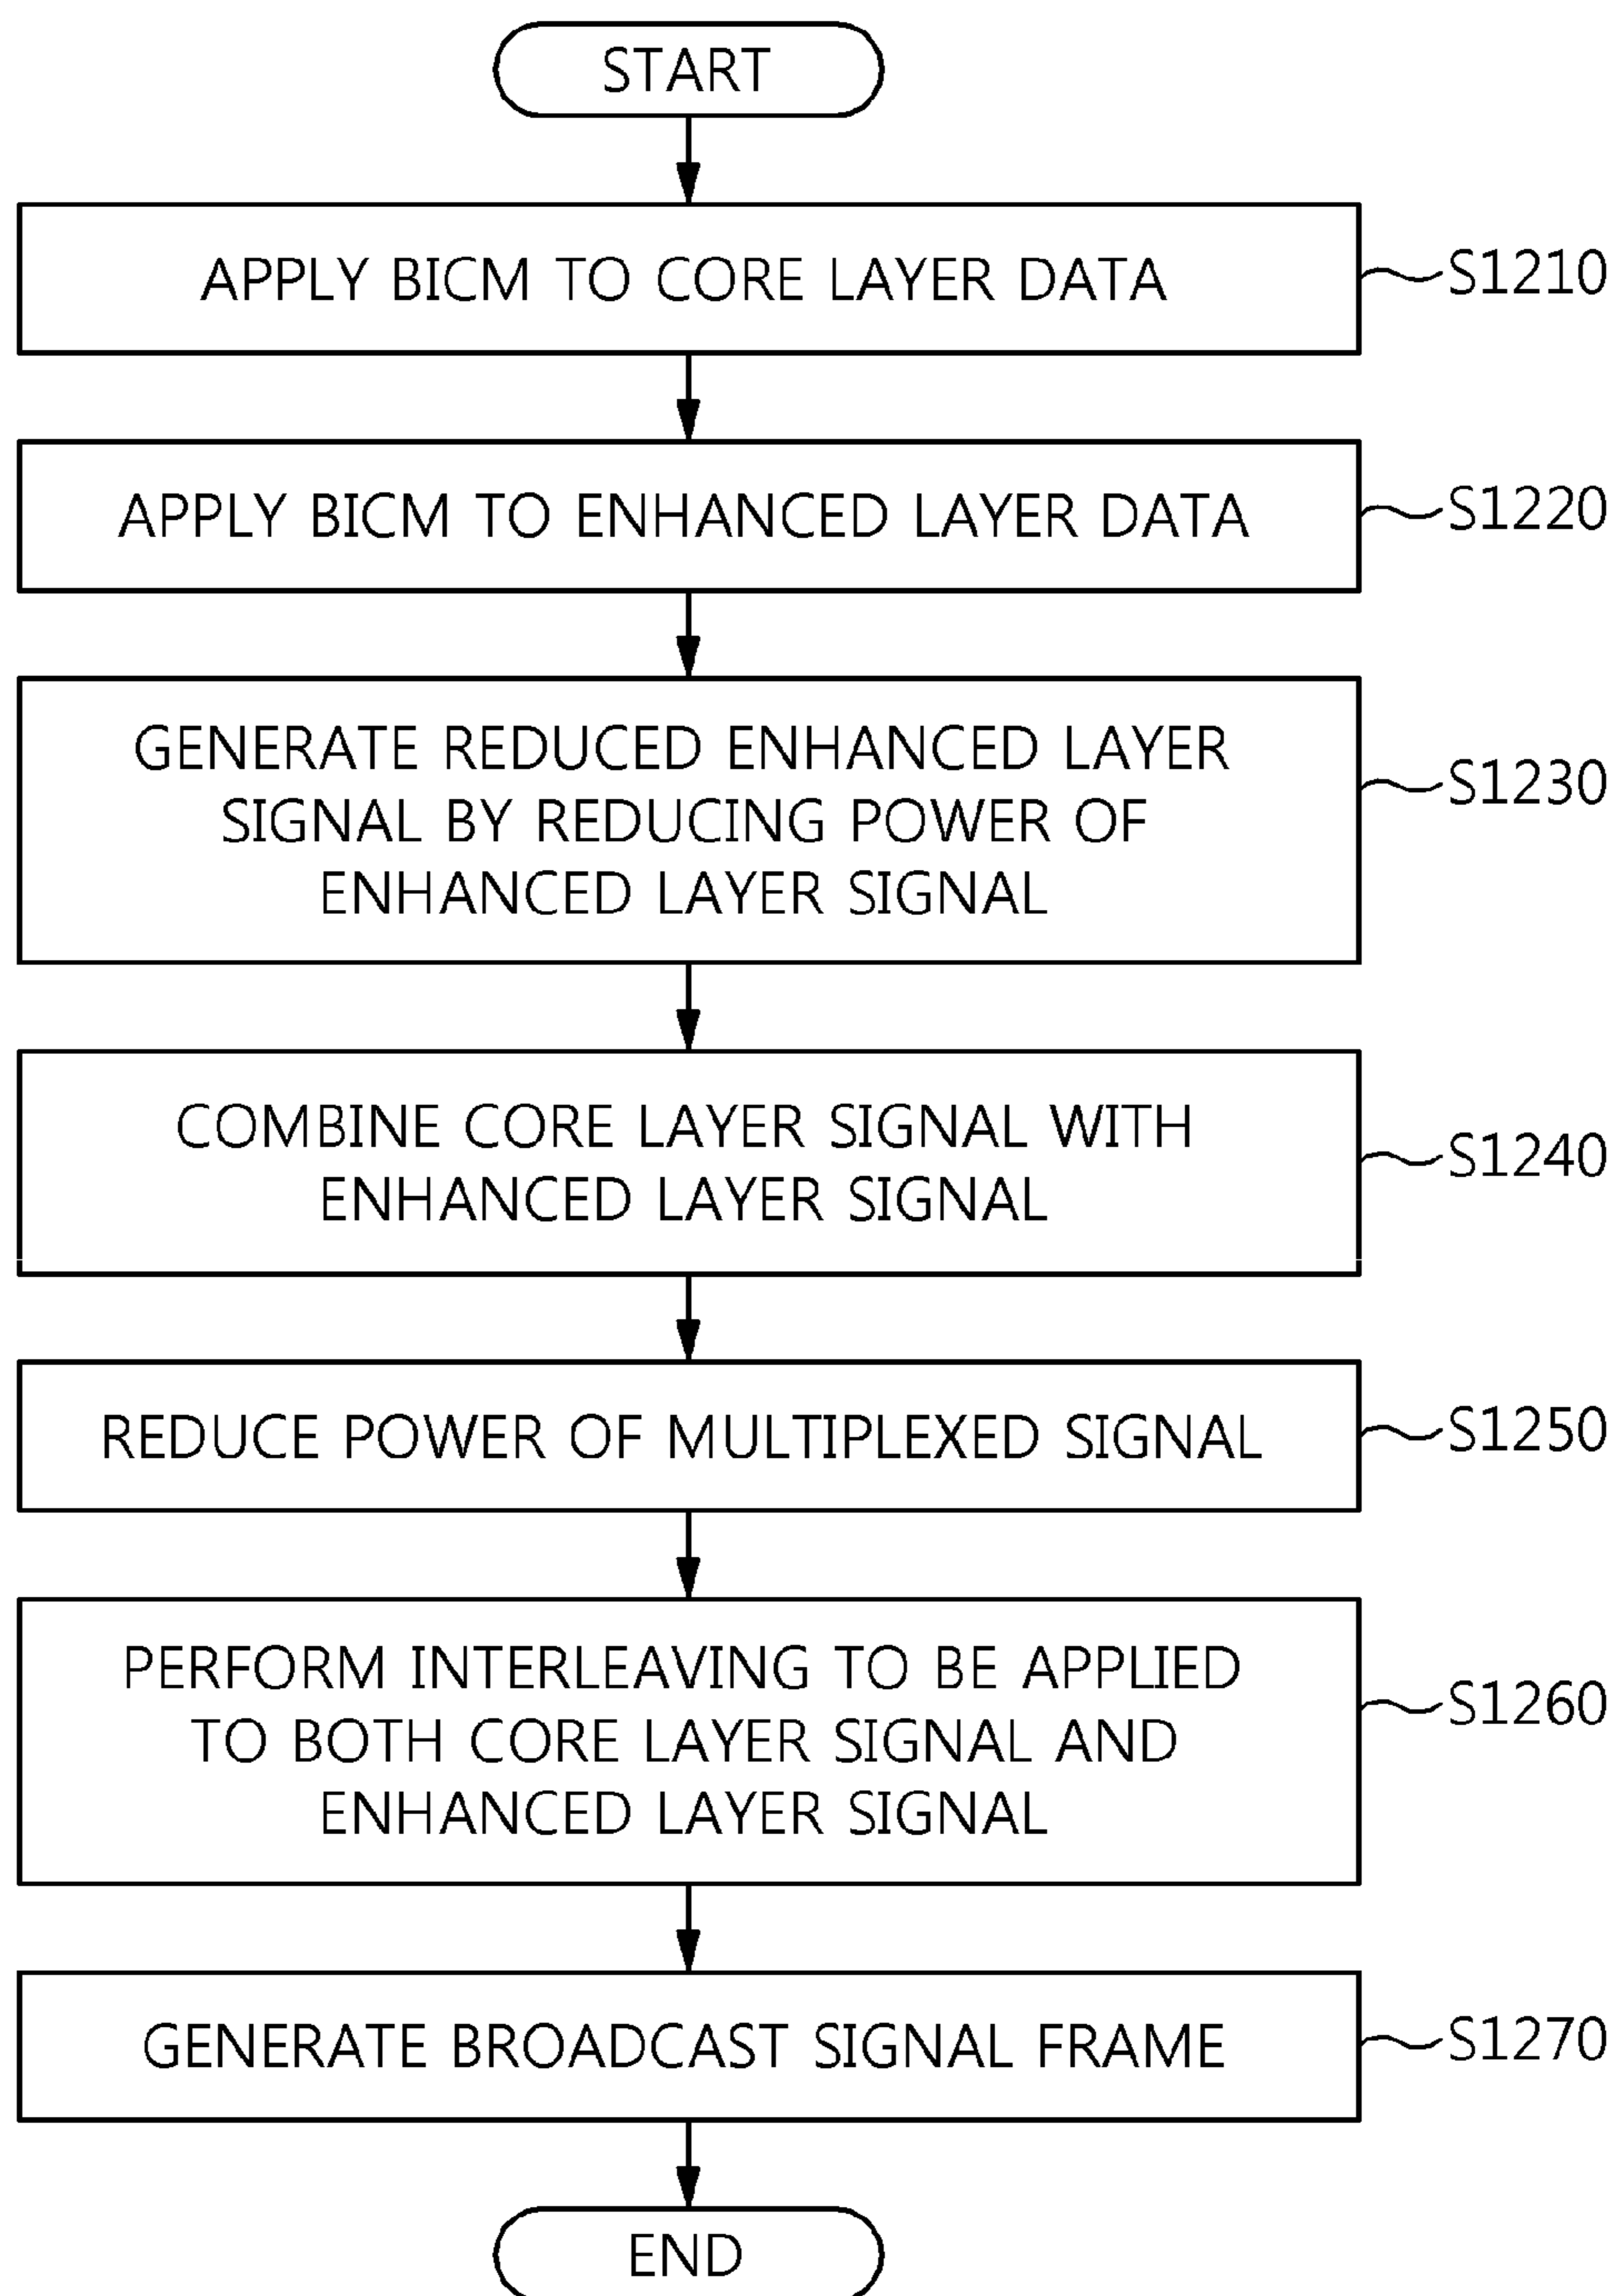 START
APPLY BICM TO CORE LAYER DATA
S1210
APPLY BICM TO ENHANCED LAYER DATA
S1220
GENERATE REDUCED ENHANCED LAYER
SIGNAL BY REDUCING POWER OF
ENHANCED LAYER SIGNAL
S1230
COMBINE CORE LAYER SIGNAL WITH
ENHANCED LAYER SIGNAL
S1240
REDUCE POWER OF MULTIPLEXED SIGNAL
S1250
PERFORM INTERLEAVING TO BE APPLIED
TO BOTH CORE LAYER SIGNAL AND
ENHANCED LAYER SIGNAL
S1260
GENERATE BROADCAST SIGNAL FRAME
S1270
END